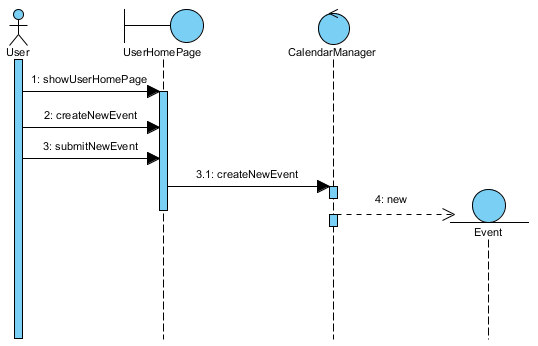 User
UserHomePage
CalendarManager
1: showUserHomePage
2: createNewEvent
3: submitNewEvent
3.1: createNewEvent
4: new
Event